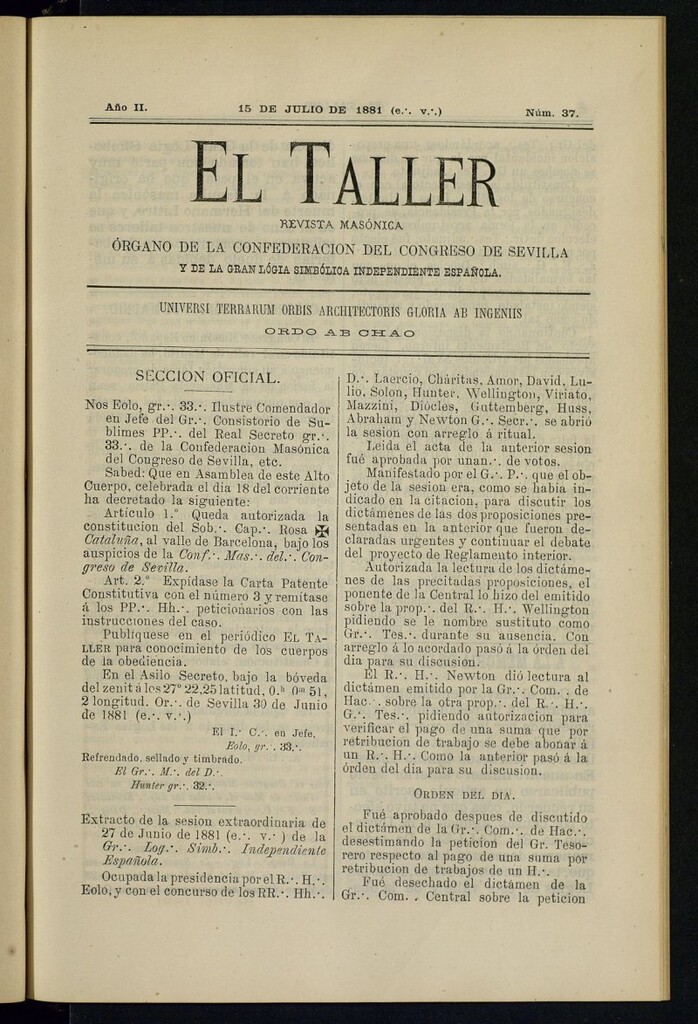 Año II.
15 DE JULIO DE 1881 (e.·. v.·.)
Núm. 37.
EL TALLER
REVISTA MASÓNICA
ÓRGANO DE LA CONFEDERACION DEL CONGRESO DE SEVILLA
Y DE LA GRAN LÓGIA SIMBÓLICA INDEPENDIENTE ESPAÑOLA.
UNIVERSI TERRARUM ORBIS ARCHITECTORIS GLORIA AB INGENIIS
ORDO AB CHAO
SECCION OFICIAL.
Nos Eolo, gr.·. 33.·. Ilustre Comendador
en Jefe del Gr.·. Consistorio de Su-
blimes PP.·. del Real Secreto gr.·.
33.·. de la Confederacion Masónica
del Congreso de Sevilla, etc.
Sabed: Que en Asamblea de este Alto
Cuerpo, celebrada el dia 18 del corriente
ha decretado la siguiente:
Artículo 1.º Queda autorizada la
constitucion del Sob.·. Cap.·. Rosa ✠
Cataluña, al valle de Barcelona, bajo los
auspicios de la Conf.·. Mas.·. del.·. Con-
greso de Sevilla.
Art. 2.º Expídase la Carta Patente
Constitutiva con el número 3 y remítase
á los PP.·. Hh.·. peticionarios con las
instrucciones del caso.
Publíquese en el periódico EL TA-
LLER para conocimiento de los cuerpos
de la obediencia.
En el Asilo Secreto, bajo la bóveda
del zenit á los 27º 22,25 latitud, 0.h 0m 51,
2 longitud. Or.·. de Sevilla 30 de Junio
de 1881 (e.·. v.·.)
El I.· C.·. en Jefe,
Eolo, gr. . 33.·.
Refrendado, sellado y timbrado.
El Gr.·. M.·. del D.·.
Hunter gr.·. 32.·.
Extracto de la sesion extraordinaria de
27 de Junio de 1881 (e.·. v.· ) de la
Gr.·. Log.·. Simb.·. Independiente
Española.
Ocupada la presidencia por el R.·. H.·.
Eolo, y con el concurso de los RR.·. Hh.·.
D.·. Laercio, Cháritas, Amor, David, Lu-
lio, Solon, Hunter, Wellington, Viriato,
Mazzini, Diócles, Guttemberg, Huss,
Abraham y Newton G.·. Secr.·. se abrió
la sesion con arreglo á ritual.
Leida el acta de la anterior sesion
fué aprobada por unan.·. de votos.
Manifestado por el G.·. P.·. que el ob-
jeto de la sesion era, como se habia in-
dicado en la citacion, para discutir los
dictámenes de las dos proposiciones pre-
sentadas en la anterior que fueron de-
claradas urgentes y continuar el debate
del proyecto de Reglamento interior.
Autorizada la lectura de los dictáme-
nes de las precitadas proposiciones, el
ponente de la Central lo hizo del emitido
sobre la prop.·. del R.·. H.·. Wellington
pidiendo se le nombre sustituto como
Gr.·. Tes.·. durante su ausencia. Con
arreglo á lo acordado pasó á la órden del
dia para su discusion.
El R.·. H.·. Newton dió lectura al
dictámen emitido por la Gr.·. Com. . de
Hac.·. sobre la otra prop.·. del R.·. H.·.
G.·. Tes.·. pidiendo autorizacion para
verificar el pago de una suma que por
retribucion de trabajo se debe abonar á
un R.·. H.·. Como la anterior pasó á la
órden del dia para su discusion.
ORDEN DEL DIA.
Fué aprobado despues de discutido
el dictámen de la Gr.·. Com.·. de Hac.·.
desestimando la peticion del Gr. Teso-
rero respecto al pago de una suma por
retribucion de trabajos de un H.·.
Fué desechado el dictámen de la
Gr.·. Com. . Central sobre la peticion